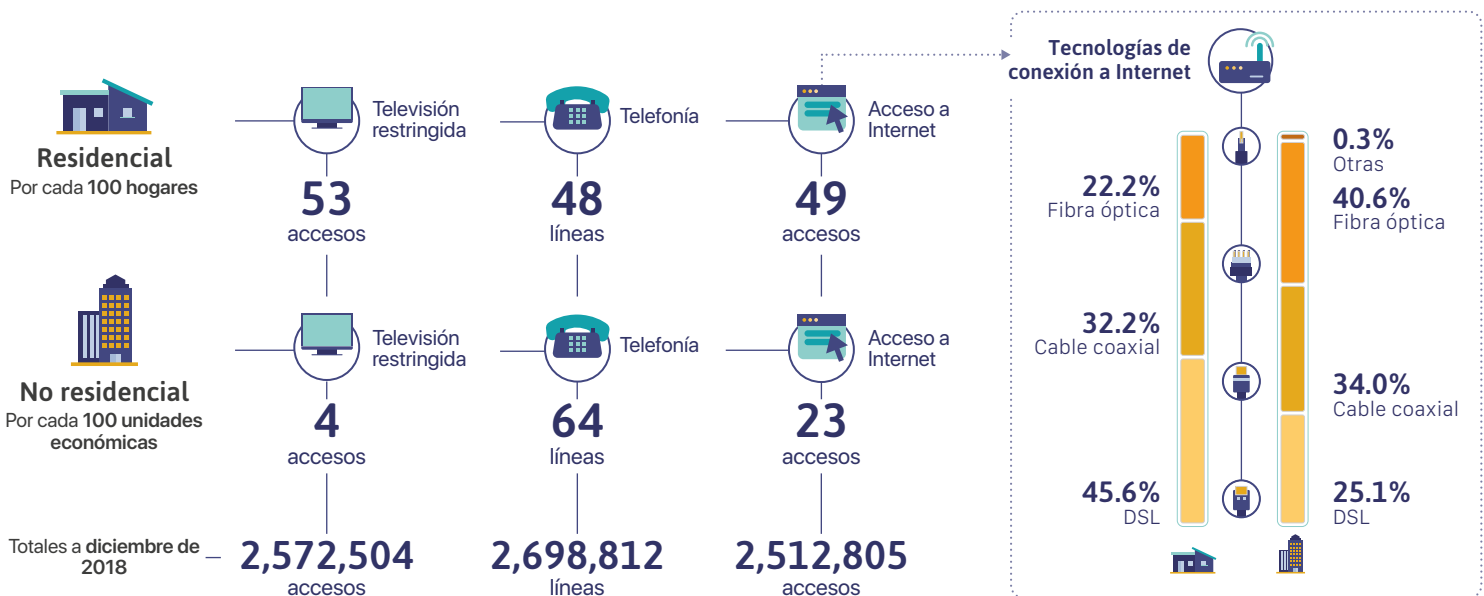 Residencial
Por cada 100 hogares
Televisión
restringida
53
accesos
Telefonía
48
líneas
Acceso a
Internet
49
accesos
No residencial
Por cada 100 unidades
económicas
Televisión
restringida
4
accesos
Telefonía
64
líneas
Acceso a
Internet
23
accesos
Totales a diciembre de
2018
2,572,504
accesos
2,698,812
líneas
2,512,805
accesos
Tecnologías de
conexión a Internet
22.2%
Fibra óptica
32.2%
Cable coaxial
45.6%
DSL
0.3%
Otras
40.6%
Fibra óptica
34.0%
Cable coaxial
25.1%
DSL